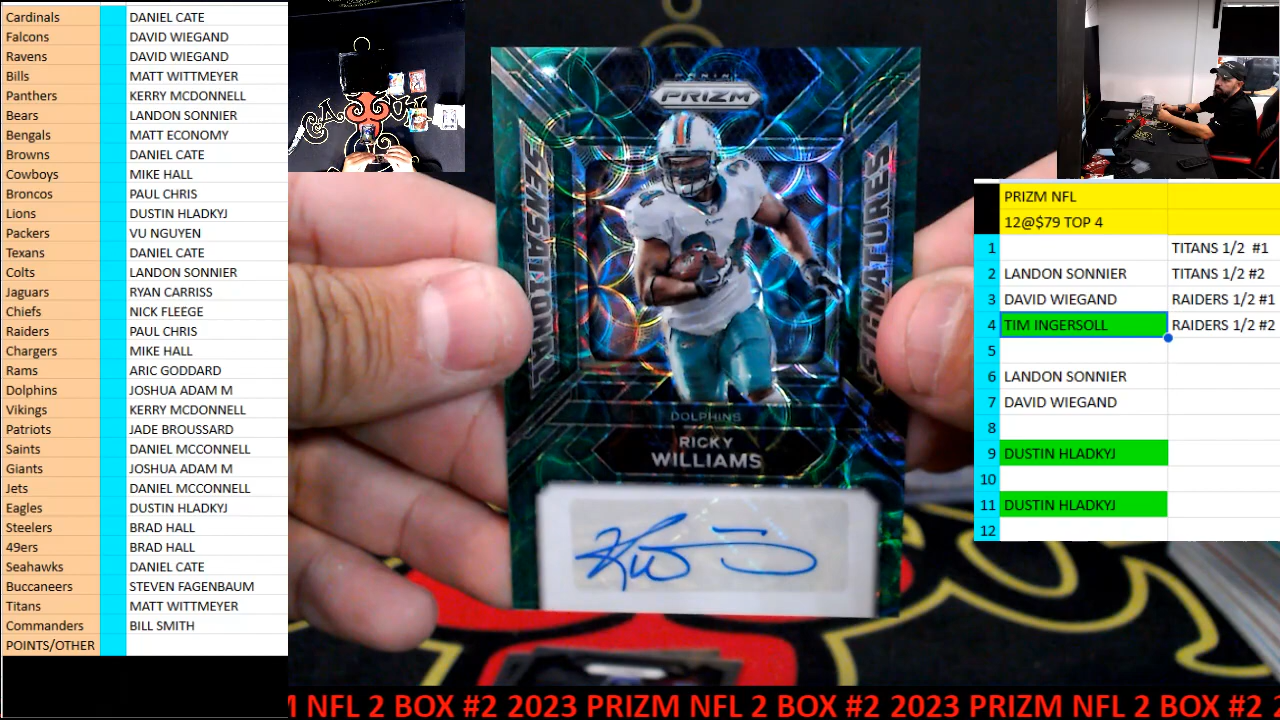 Cardinals DANIEL CATE
Falcons DAVID WIEGAND
Ravens DAVID WIEGAND
Bills MATT WITTMEYER
Panthers KERRY MCDONNELL
Bears LANDON SONNIER
Bengals MATT ECONOMY
Browns DANIEL CATE
Cowboys MIKE HALL
Broncos PAUL CHRIS
Lions DUSTIN HLADKYJ
Packers VU NGUYEN
Texans DANIEL CATE
Colts LANDON SONNIER
Jaguars RYAN CARRISS
Chiefs NICK FLEEGE
Raiders PAUL CHRIS
Chargers MIKE HALL
Rams ARIC GODDARD
Dolphins JOSHUA ADAM M
Vikings KERRY MCDONNELL
Patriots JADE BROUSSARD
Saints DANIEL MCCONNELL
Giants JOSHUA ADAM M
Jets DANIEL MCCONNELL
Eagles DUSTIN HLADKYJ
Steelers BRAD HALL
49ers BRAD HALL
Seahawks DANIEL CATE
Buccaneers STEVEN FAGENBAUM
Titans MATT WITTMEYER
Commanders BILL SMITH
POINTS/OTHER
PANINI
PRIZM
SENSATIONAL
SIGNATURES
DOLPHINS
RICKY
WILLIAMS
PRIZM NFL
12@$79 TOP 4
1 TITANS 1/2 #1
2 LANDON SONNIER TITANS 1/2 #2
3 DAVID WIEGAND RAIDERS 1/2 #1
4 TIM INGERSOLL RAIDERS 1/2 #2
5
6 LANDON SONNIER
7 DAVID WIEGAND
8
9 DUSTIN HLADKYJ
10
11 DUSTIN HLADKYJ
12
M NFL 2 BOX #2 2023 PRIZM NFL 2 BOX #2 2023 PRIZM NFL 2 BOX #2 2